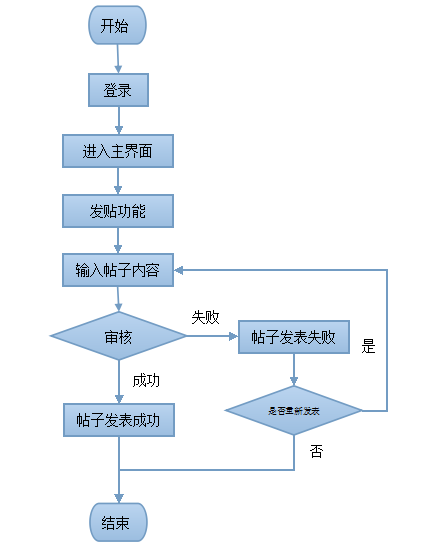 开始
登录
进入主界面
发贴功能
输入帖子内容
审核
失败
帖子发表失败
是
成功
帖子发表成功
是否重新发表
否
结束